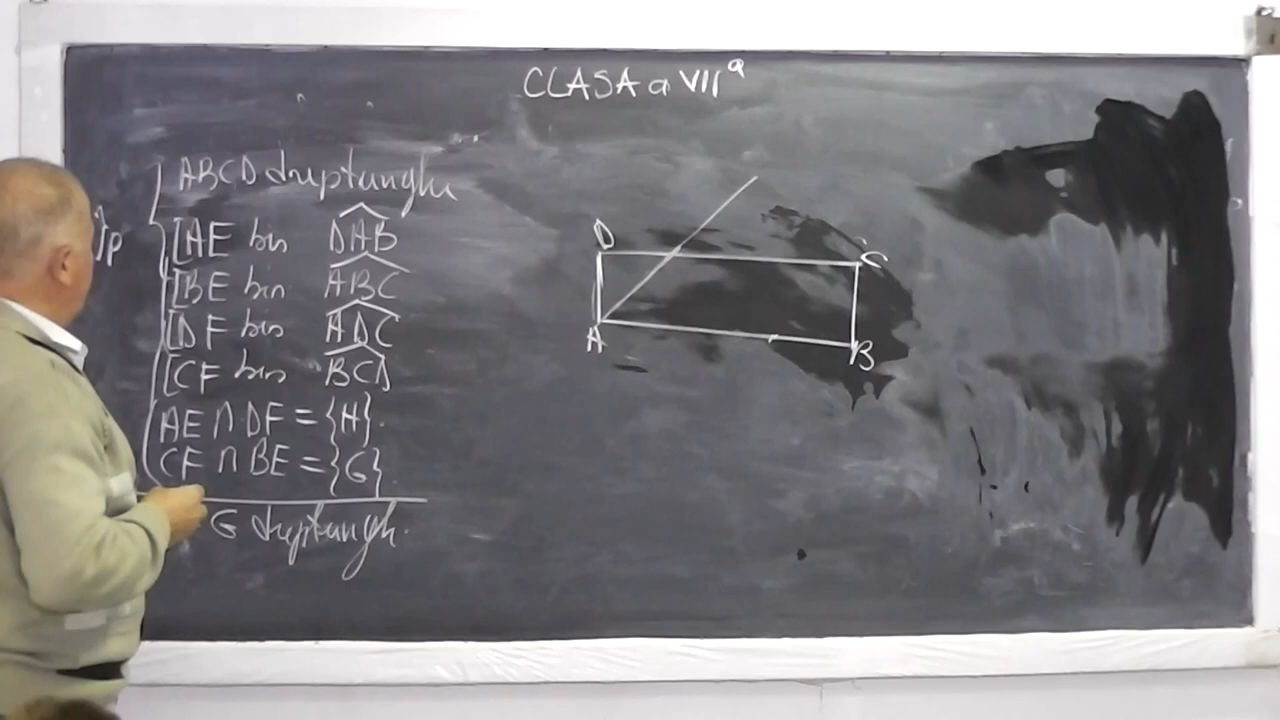 CLASA a VII ª
ABCD dreptunghi
Ip
[AE bis DAB
[BE bis ABC
[DF bis ADC
[CF bis BCD
AE ∩ DF = {H}.
CF ∩ BE = {G}.
G dreptungh.
D
C
A
B